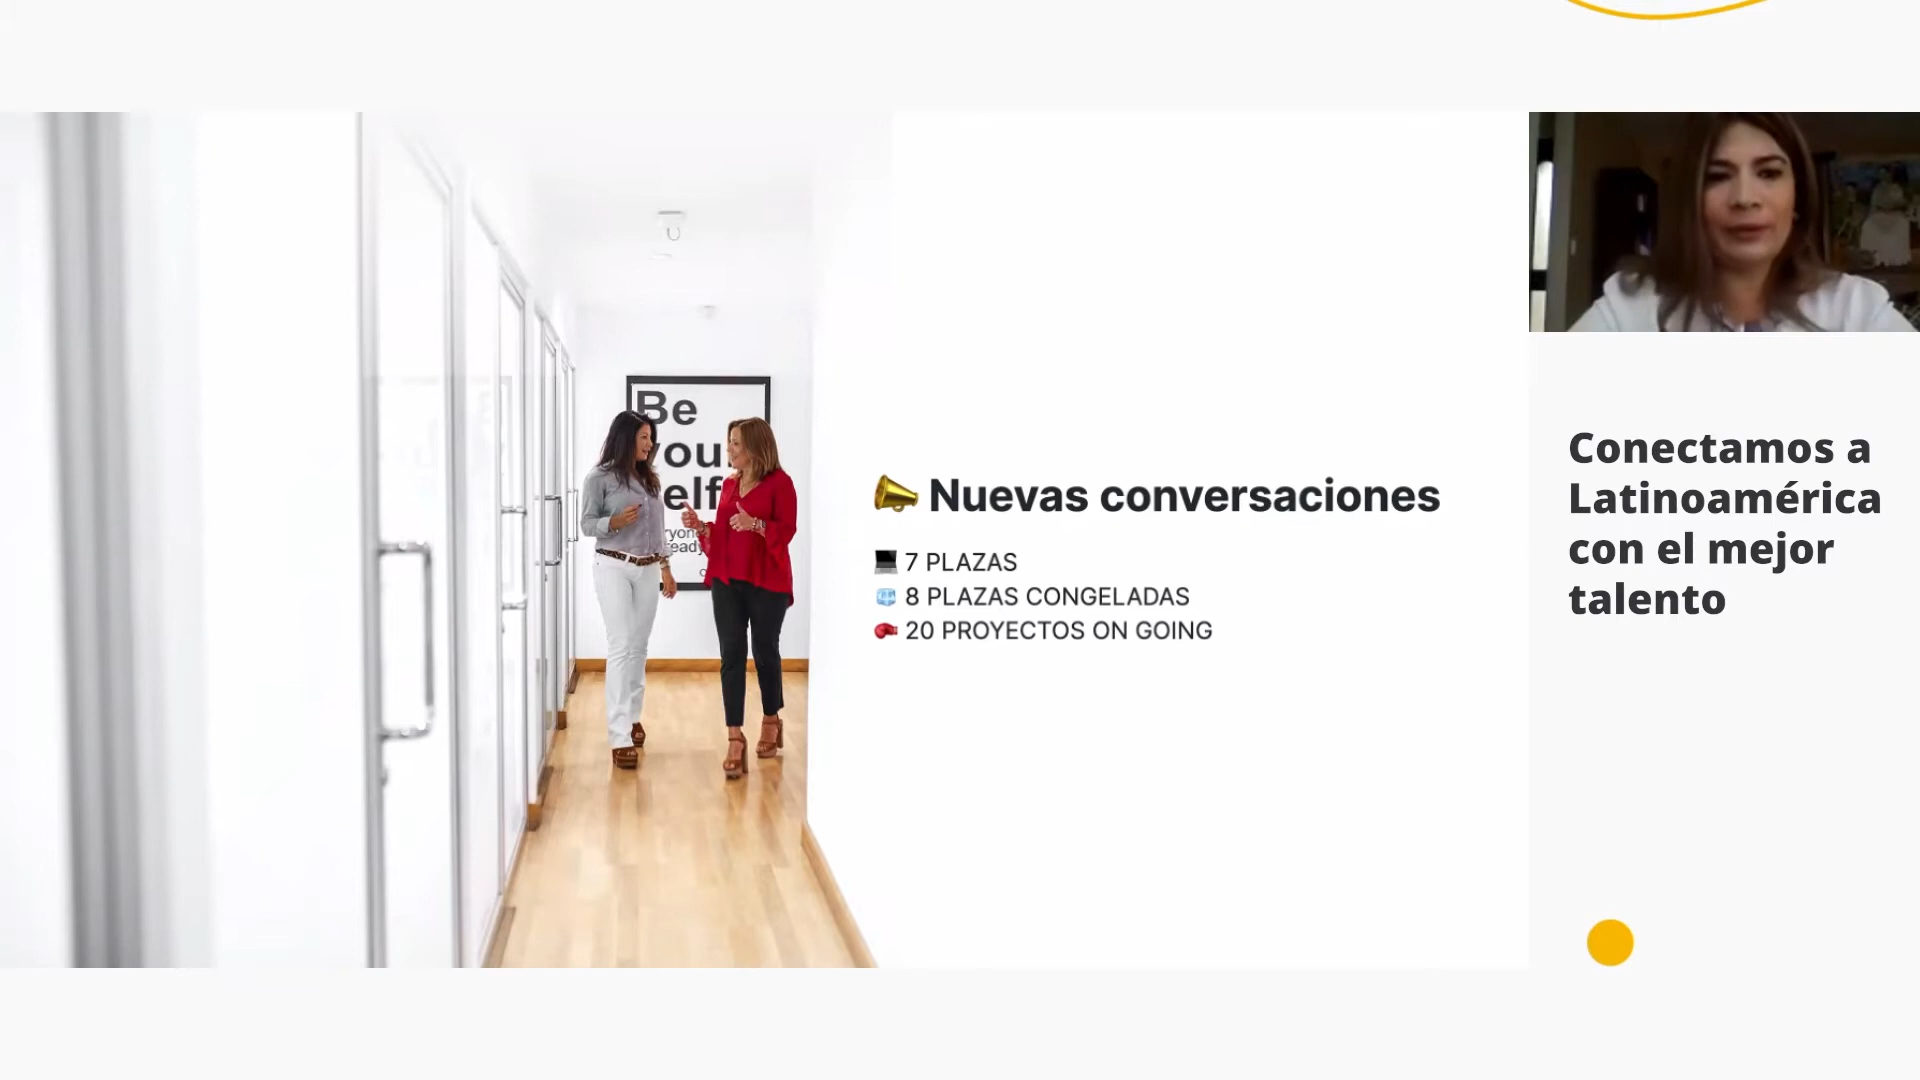 Be
Nuevas conversaciones
7 PLAZAS
8 PLAZAS CONGELADAS
20 PROYECTOS ON GOING
Conectamos a
Latinoamérica
con el mejor
talento